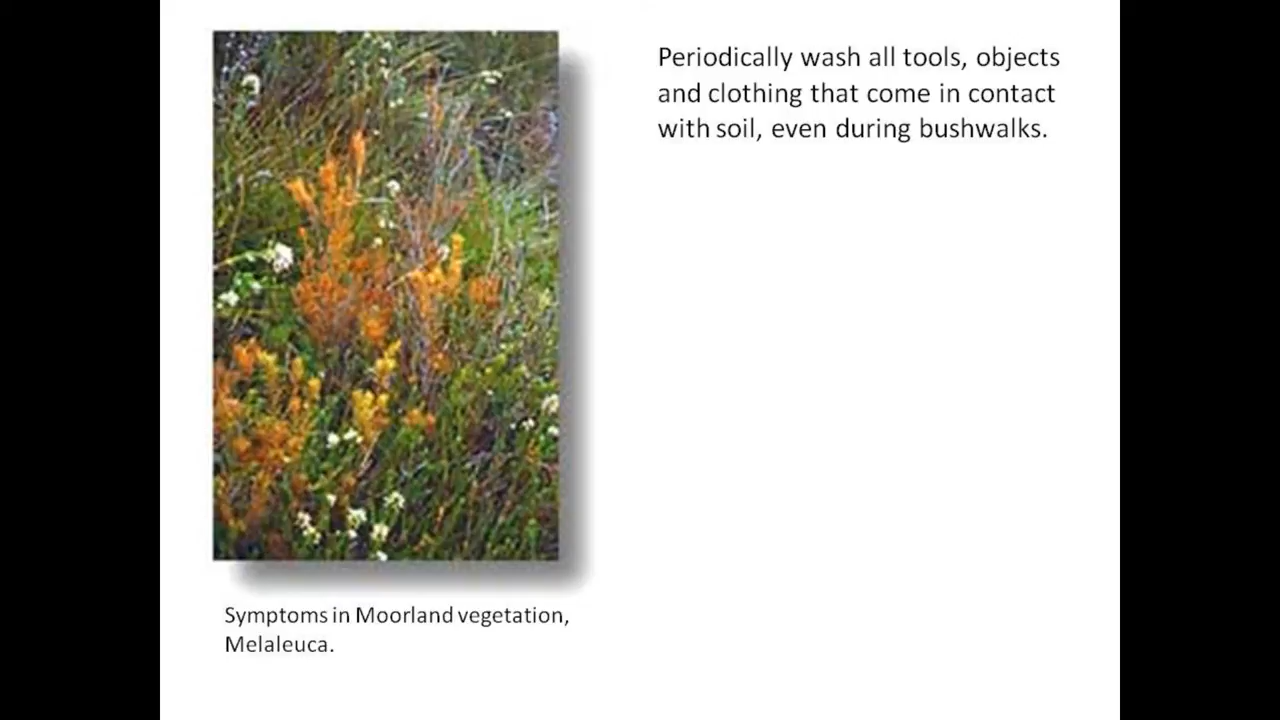 Periodically wash all tools, objects
and clothing that come in contact
with soil, even during bushwalks.
Symptoms in Moorland vegetation,
Melaleuca.